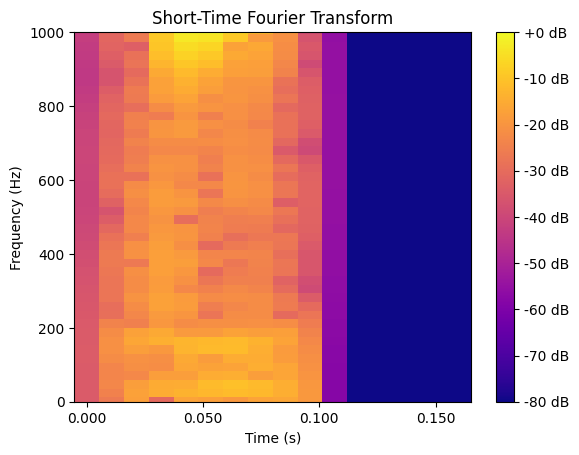 Short-Time Fourier Transform
1000
800
600
400
200
0
Frequency (Hz)
0.000
0.050
0.100
0.150
Time (s)
+0 dB
-10 dB
-20 dB
-30 dB
-40 dB
-50 dB
-60 dB
-70 dB
-80 dB